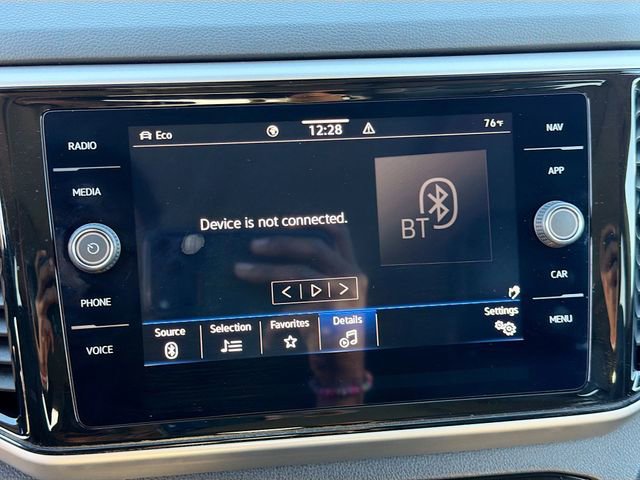 RADIO
MEDIA
PHONE
VOICE
Eco
12:28
76°F
Device is not connected.
BT
Source
Selection
Favorites
Details
Settings
NAV
APP
CAR
MENU